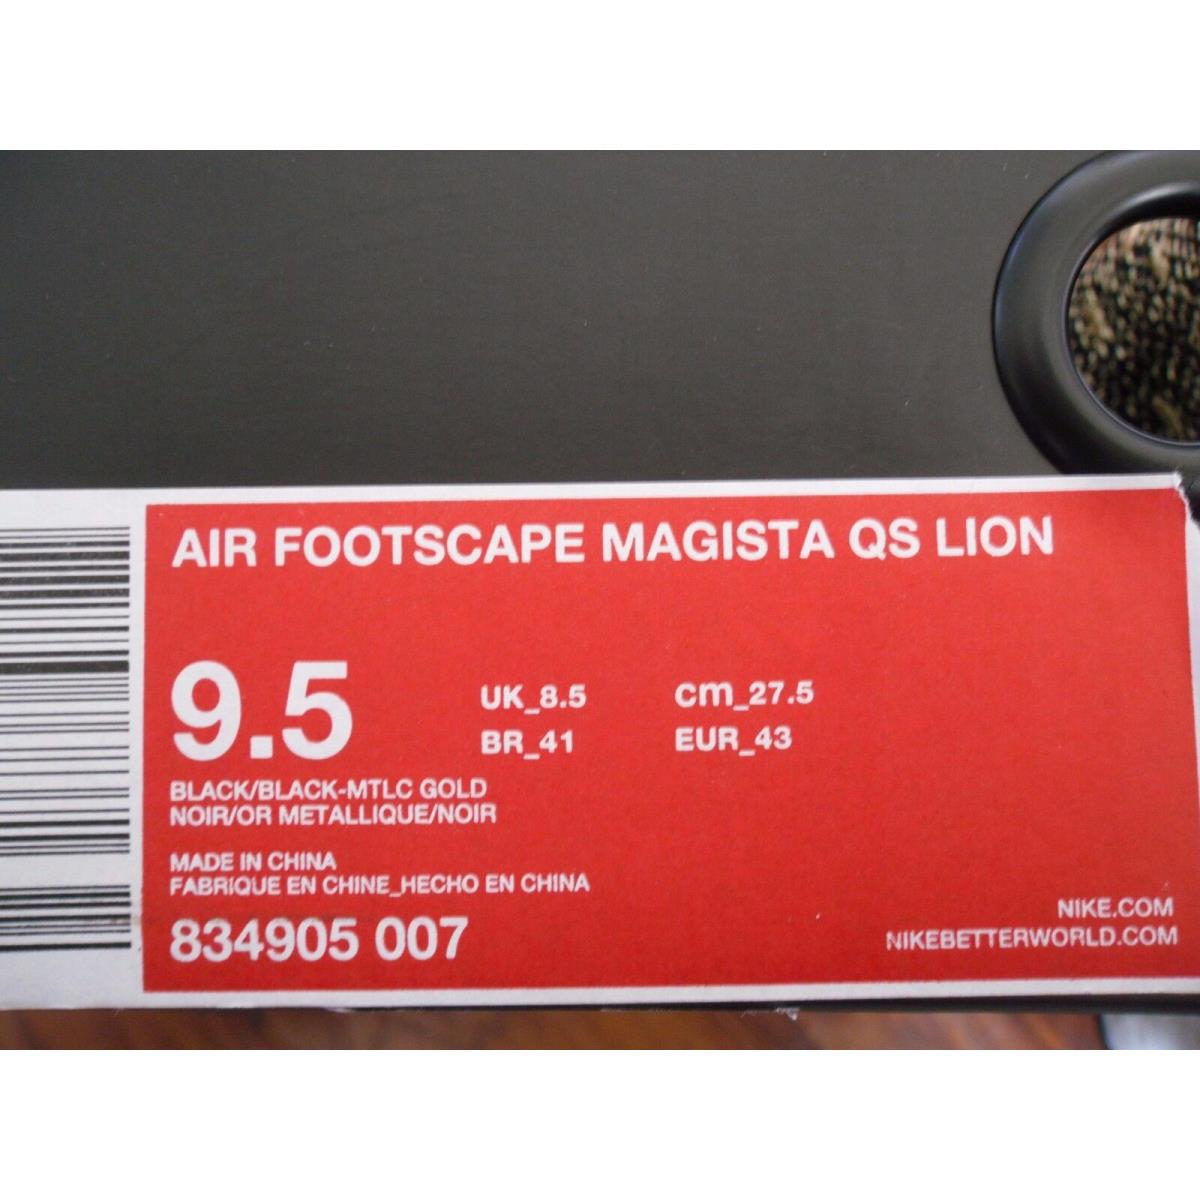 AIR FOOTSCAPE MAGISTA QS LION
9.5
UK_8.5 cm_27.5
BR_41 EUR_43
BLACK/BLACK-MTLC GOLD
NOIR/OR METALLIQUE/NOIR
MADE IN CHINA
FABRIQUE EN CHINE_HECHO EN CHINA
834905 007
NIKE.COM
NIKEBETTERWORLD.COM